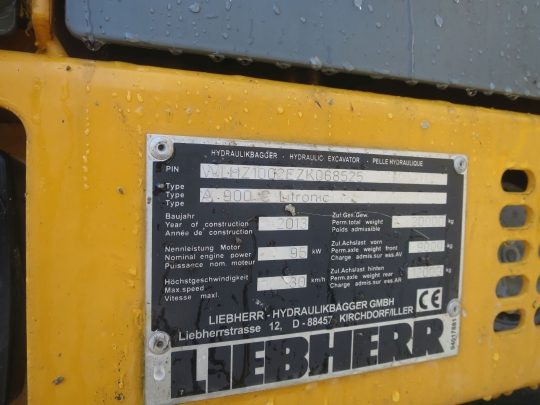 HYDRAULIKBAGGER - HYDRAULIC EXCAVATOR - PELLE HYDRAULIQUE
PIN WLHZ1002EZK068525
Type
Type A 900 C Litronic
Type
Baujahr
Year of construction 2013
Année de construction
Nennleistung Motor
Nominal engine power 95 kW
Puissance nom. moteur
Höchstgeschwindigkeit
Max.speed km/h
Vitesse maxi.
Zul.Gen.Gew.
Perm.total weight kg
Poids admissible
Zul.Achslast vorn
Perm.axle weight front kg
Charge admis.sur ess.AV
Zul.Achslast hinten
Perm.axle weight rear kg
Charge admis.sur ess.AR
LIEBHERR - HYDRAULIKBAGGER GMBH
Liebherrstrasse 12, D - 88457 KIRCHDORF/ILLER
CE
LIEBHERR